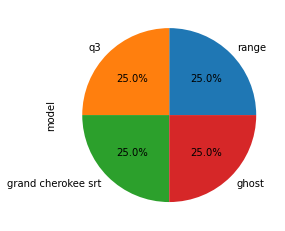 q3
range
25.0%
25.0%
model
25.0%
25.0%
grand cherokee srt
ghost